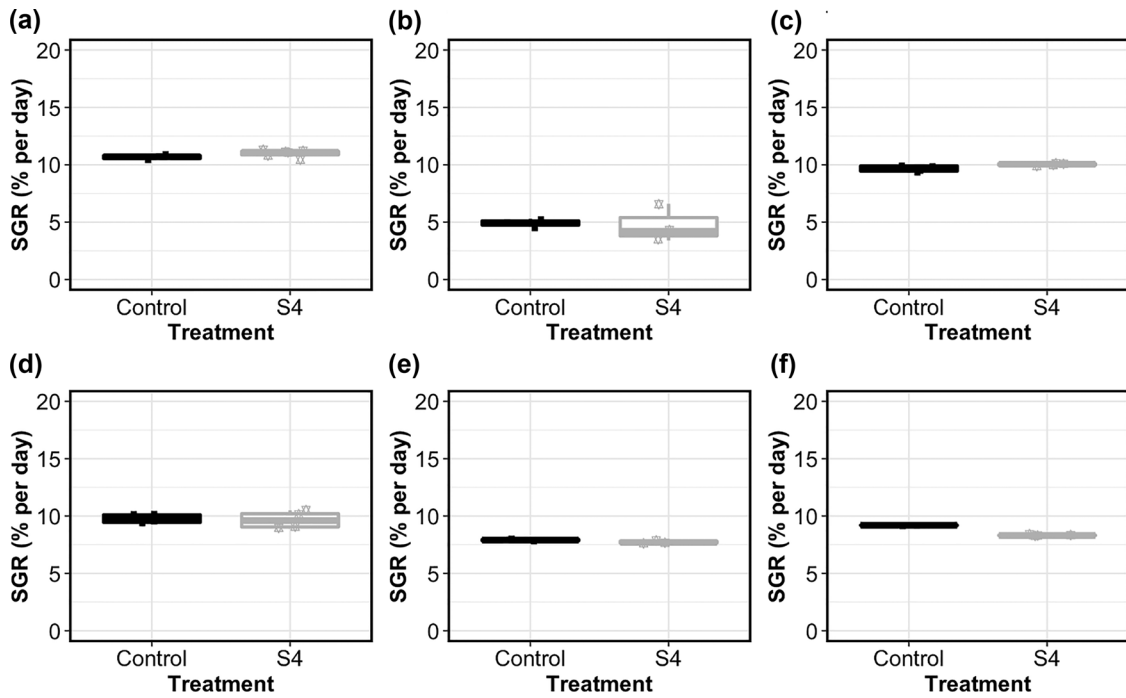 (a) (b) (c)
SGR (% per day) SGR (% per day) SGR (% per day)
20 20 20
15 15 15
10 10 10
5 5 5
0 0 0
Control S4 Control S4 Control S4
Treatment Treatment Treatment
(d) (e) (f)
SGR (% per day) SGR (% per day) SGR (% per day)
20 20 20
15 15 15
10 10 10
5 5 5
0 0 0
Control S4 Control S4 Control S4
Treatment Treatment Treatment